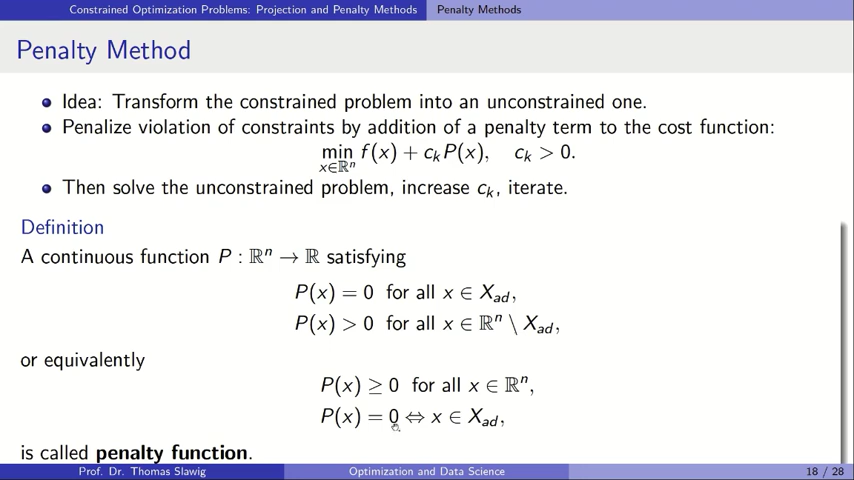 Constrained Optimization Problems: Projection and Penalty Methods Penalty Methods
Penalty Method
Idea: Transform the constrained problem into an unconstrained one.
Penalize violation of constraints by addition of a penalty term to the cost function:
min f(x) + c_k P(x), c_k > 0.
x∈ℝⁿ
Then solve the unconstrained problem, increase c_k, iterate.
Definition
A continuous function P : ℝⁿ → ℝ satisfying
P(x) = 0 for all x ∈ X_ad,
P(x) > 0 for all x ∈ ℝⁿ \ X_ad,
or equivalently
P(x) ≥ 0 for all x ∈ ℝⁿ,
P(x) = 0 ⇔ x ∈ X_ad,
is called penalty function.
Prof. Dr. Thomas Slawig Optimization and Data Science 18 / 28